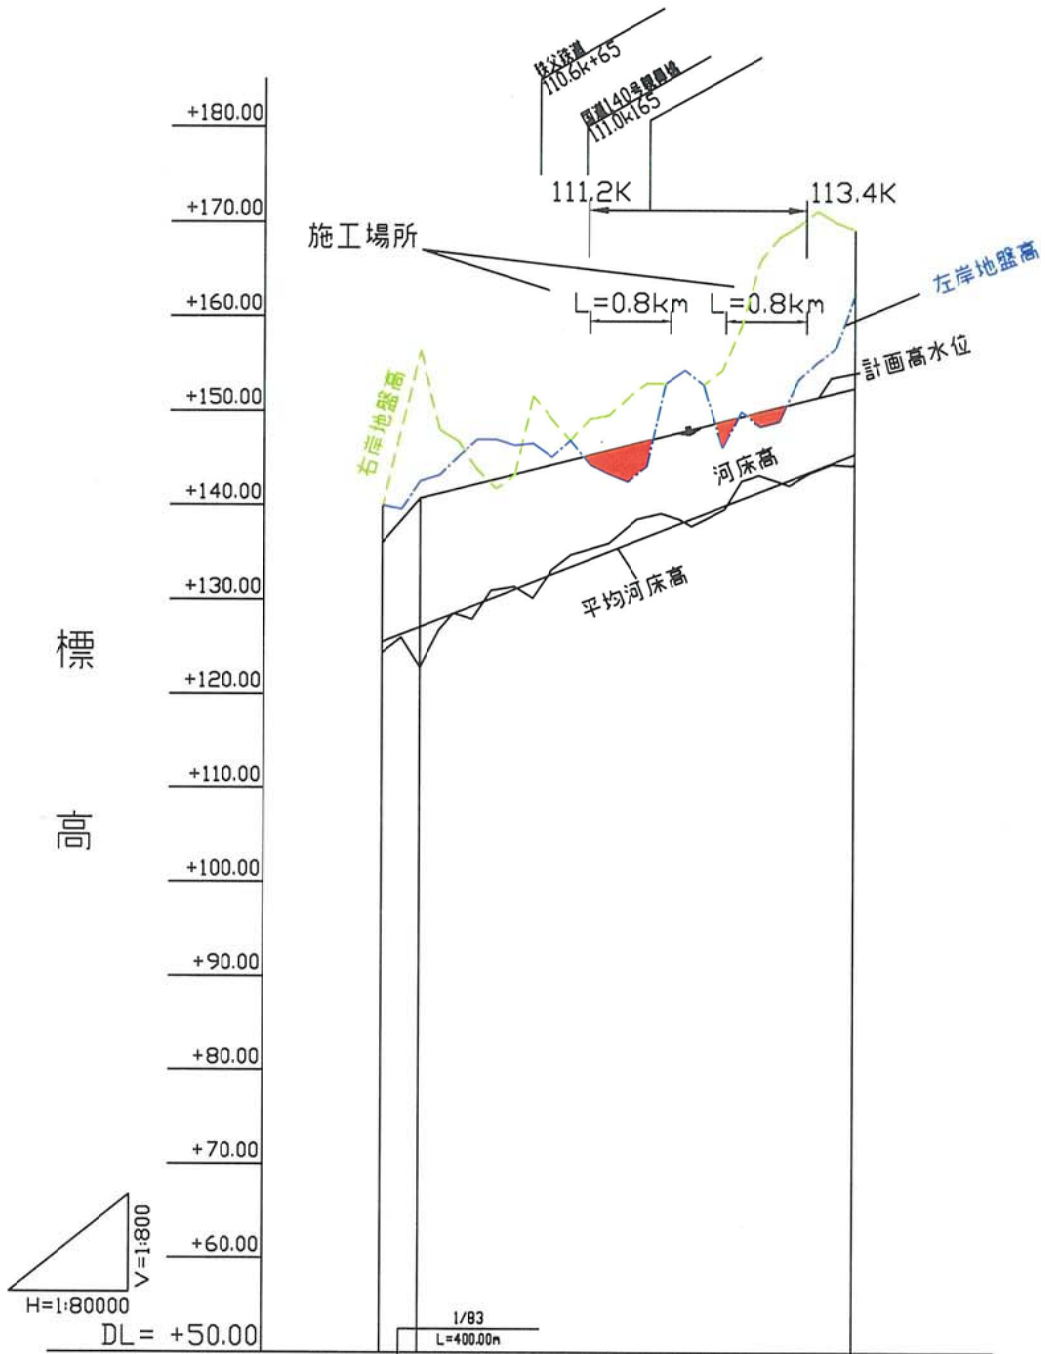 秩父鉄道
110.6k+65
国道140号親鼻橋
111.0k165
+180.00
111.2K
113.4K
+170.00
施工場所
左岸地盤高
+160.00
L=0.8km
L=0.8km
計画高水位
+150.00
右岸地盤高
河床高
+140.00
+130.00
平均河床高
標高
+120.00
+110.00
+100.00
+90.00
+80.00
+70.00
V=1:800
+60.00
H=1:80000
1/83
DL= +50.00
L=400.00m